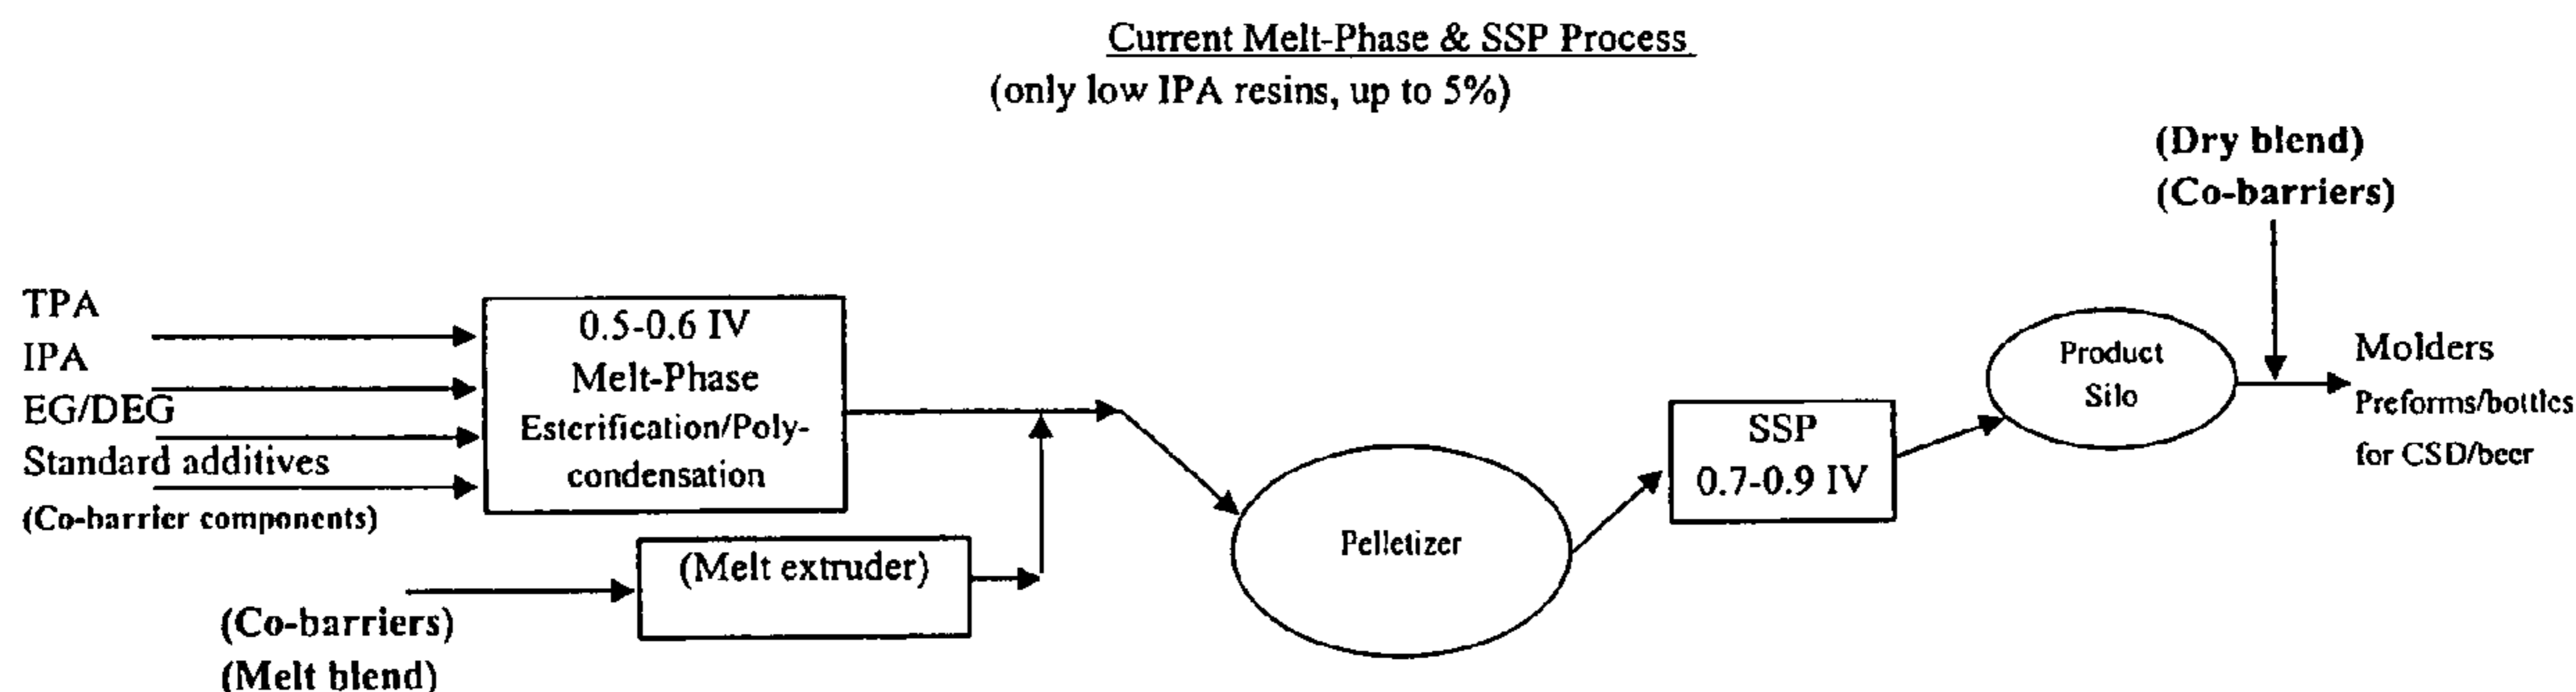 Current Melt-Phase & SSP Process
(only low IPA resins, up to 5%)
(Dry blend)
(Co-barriers)
TPA
IPA
EG/DEG
Standard additives
(Co-barrier components)
0.5-0.6 IV
Melt-Phase
Esterification/Poly-
condensation
(Melt extruder)
(Co-barriers)
(Melt blend)
Pelletizer
SSP
0.7-0.9 IV
Product
Silo
Molders
Preforms/bottles
for CSD/beer